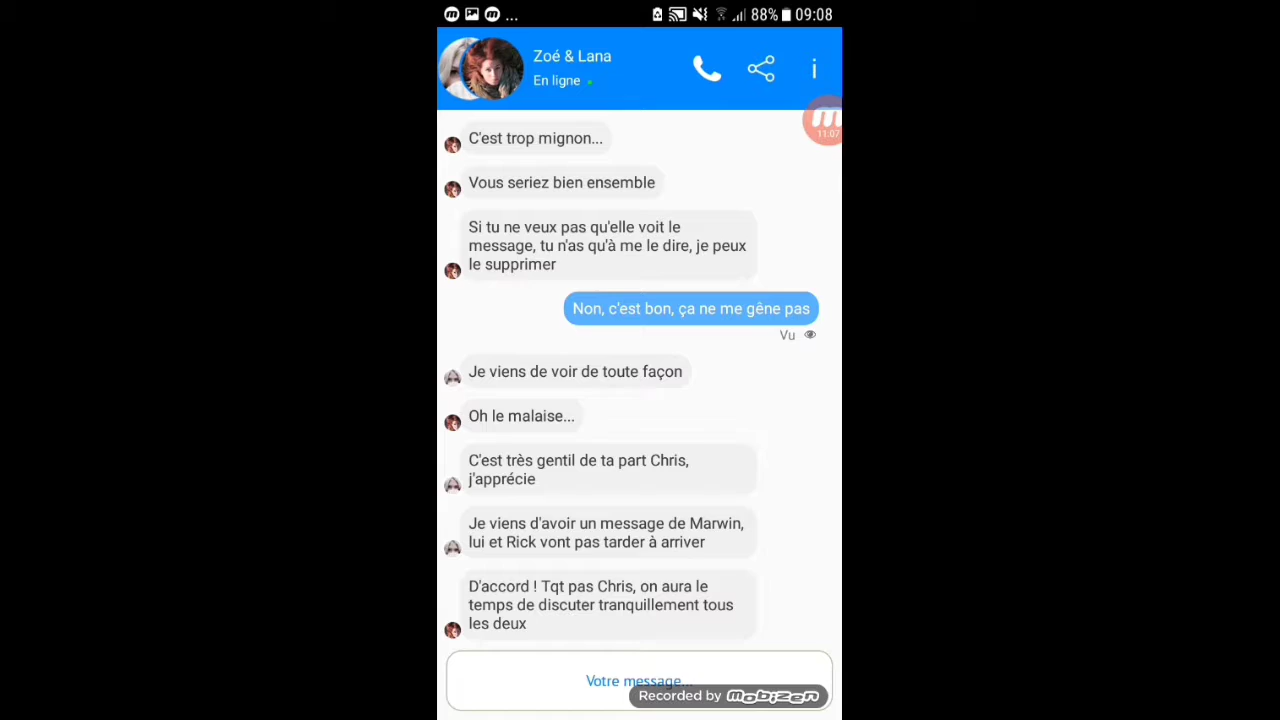 ... 88% 09:08
Zoé & Lana
En ligne
11:07
C'est trop mignon...
Vous seriez bien ensemble
Si tu ne veux pas qu'elle voit le
message, tu n'as qu'à me le dire, je peux
le supprimer
Non, c'est bon, ça ne me gêne pas
Vu
Je viens de voir de toute façon
Oh le malaise...
C'est très gentil de ta part Chris,
j'apprécie
Je viens d'avoir un message de Marwin,
lui et Rick vont pas tarder à arriver
D'accord ! Tqt pas Chris, on aura le
temps de discuter tranquillement tous
les deux
Votre message...
Recorded by mobizen